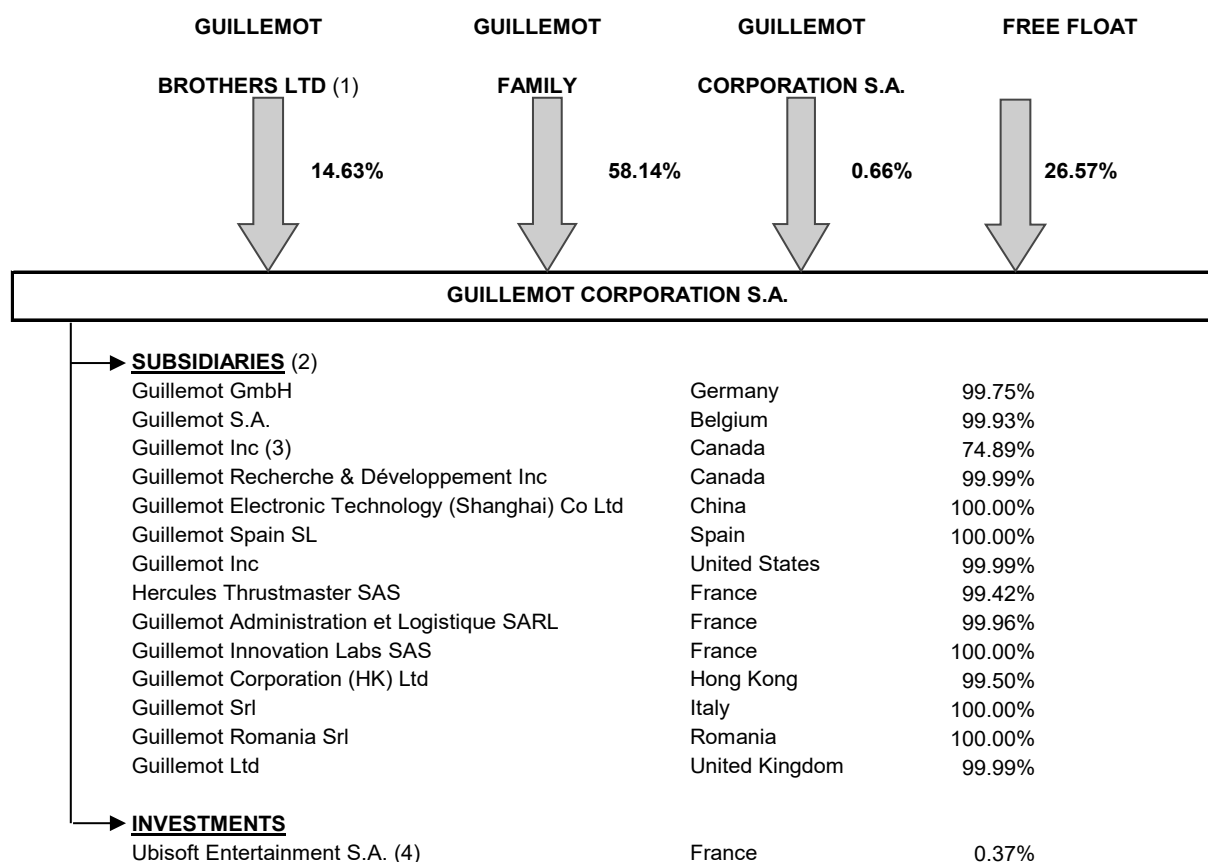 GUILLEMOT GUILLEMOT GUILLEMOT FREE FLOAT
BROTHERS LTD (1) FAMILY CORPORATION S.A.
14.63% 58.14% 0.66% 26.57%
GUILLEMOT CORPORATION S.A.
SUBSIDIARIES (2)
Guillemot GmbH Germany 99.75%
Guillemot S.A. Belgium 99.93%
Guillemot Inc (3) Canada 74.89%
Guillemot Recherche & Développement Inc Canada 99.99%
Guillemot Electronic Technology (Shanghai) Co Ltd China 100.00%
Guillemot Spain SL Spain 100.00%
Guillemot Inc United States 99.99%
Hercules Thrustmaster SAS France 99.42%
Guillemot Administration et Logistique SARL France 99.96%
Guillemot Innovation Labs SAS France 100.00%
Guillemot Corporation (HK) Ltd Hong Kong 99.50%
Guillemot Srl Italy 100.00%
Guillemot Romania Srl Romania 100.00%
Guillemot Ltd United Kingdom 99.99%
INVESTMENTS
Ubisoft Entertainment S.A. (4) France 0.37%